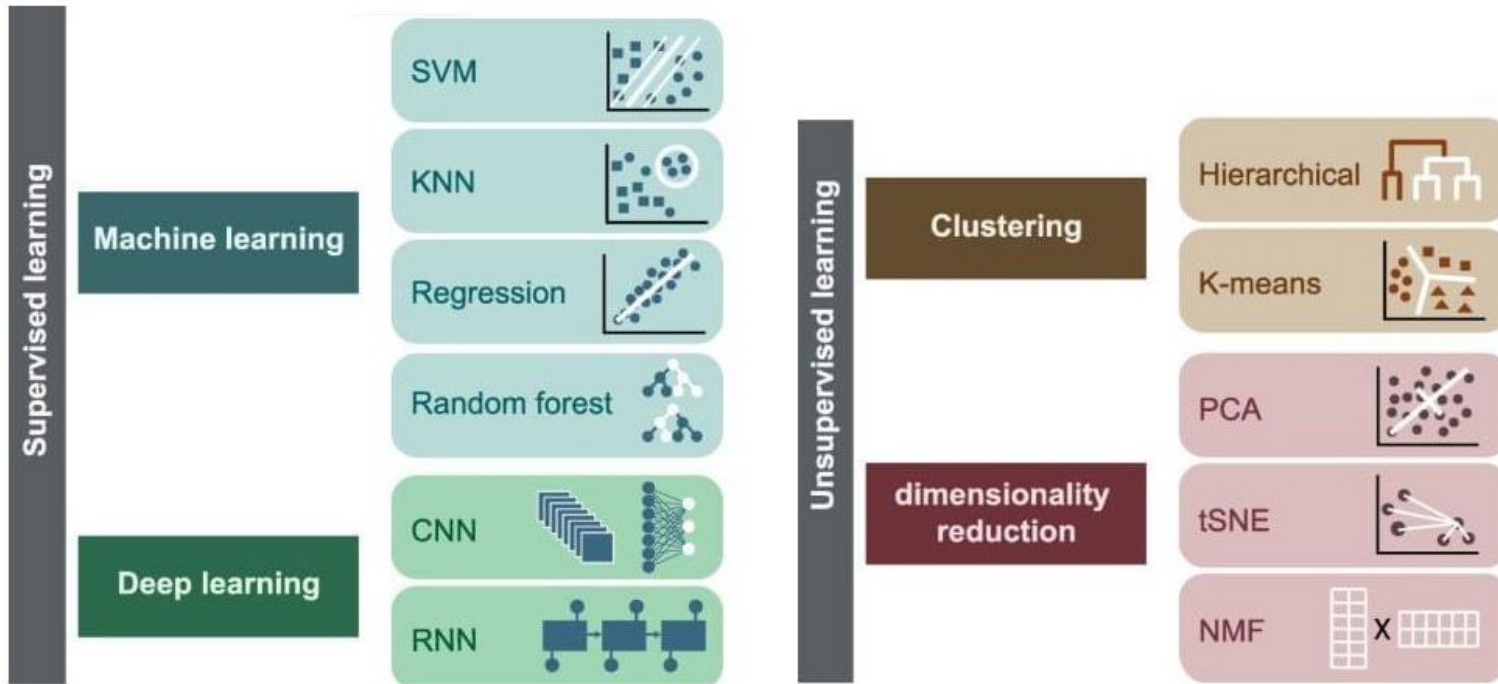 Supervised learning
Machine learning
SVM
KNN
Regression
Random forest
Deep learning
CNN
RNN
Unsupervised learning
Clustering
Hierarchical
K-means
dimensionality
reduction
PCA
tSNE
NMF
X